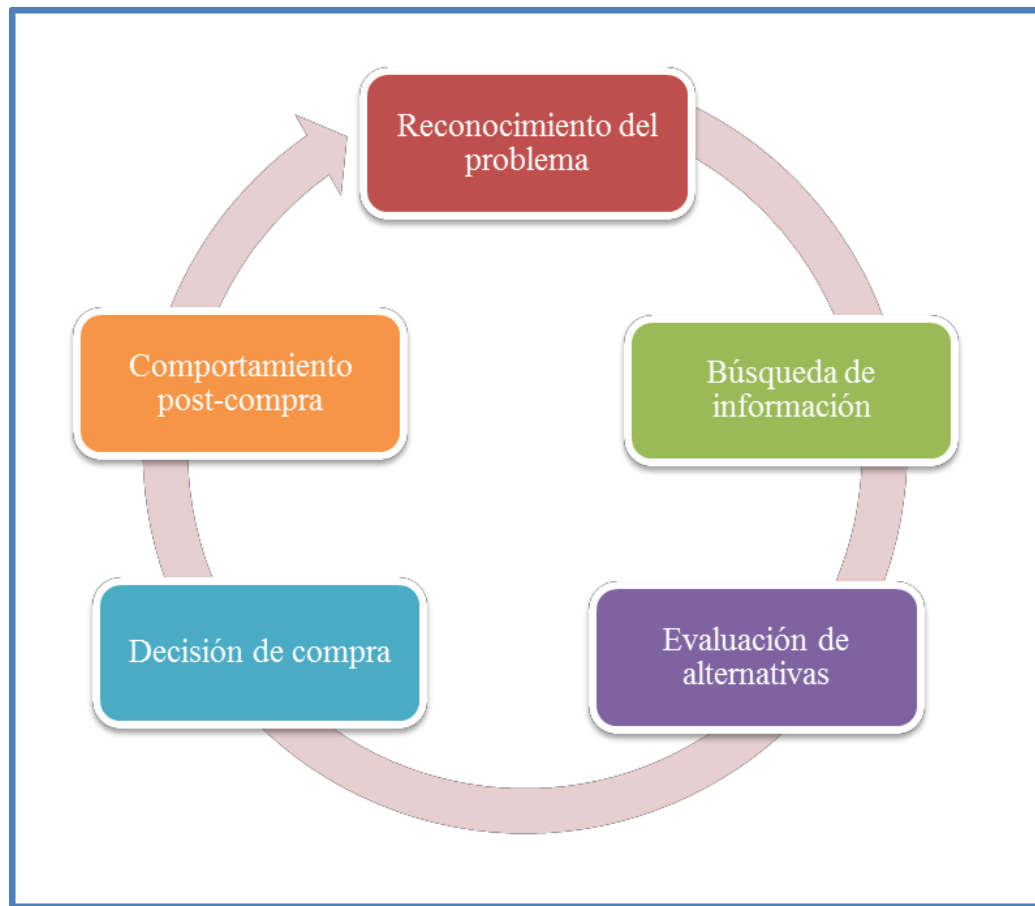 Reconocimiento del
problema
Búsqueda de
información
Evaluación de
alternativas
Decisión de compra
Comportamiento
post-compra